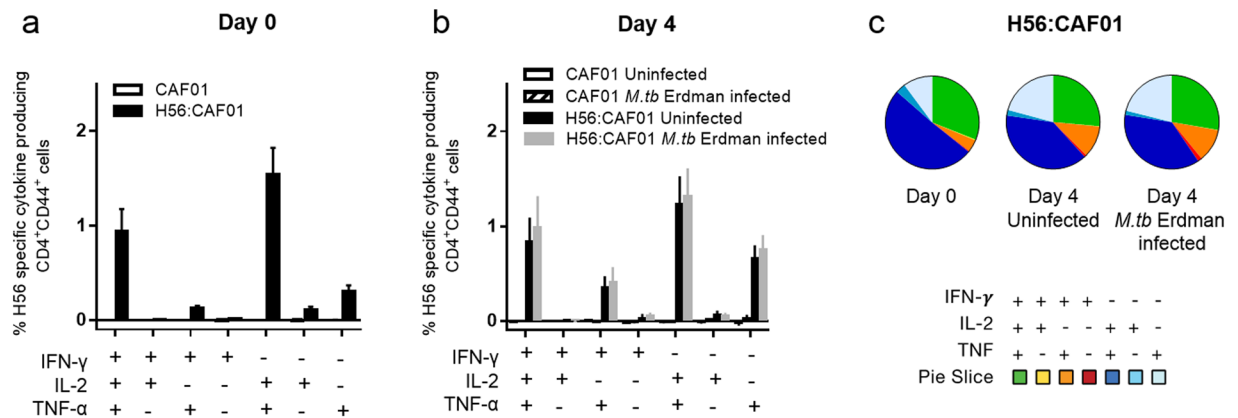 a
Day 0
% H56 specific cytokine producing
CD4+CD44+ cells
2
1
0
CAF01
H56:CAF01
IFN-γ + + + + - - -
IL-2 + + - - + + -
TNF-α + - + - + - +
b
Day 4
% H56 specific cytokine producing
CD4+CD44+ cells
2
1
0
CAF01 Uninfected
CAF01 M.tb Erdman infected
H56:CAF01 Uninfected
H56:CAF01 M.tb Erdman infected
IFN-γ + + + + - - -
IL-2 + + - - + + -
TNF-α + - + - + - +
c
H56:CAF01
Day 0
Day 4
Uninfected
Day 4
M.tb Erdman
infected
IFN-γ + + + + - - -
IL-2 + + - - + + -
TNF + - + - + - +
Pie Slice